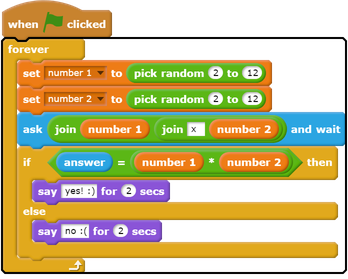 when clicked
forever
set number 1 to pick random 2 to 12
set number 2 to pick random 2 to 12
ask join number 1 join x number 2 and wait
if answer = number 1 * number 2 then
say yes! :) for 2 secs
else
say no :( for 2 secs